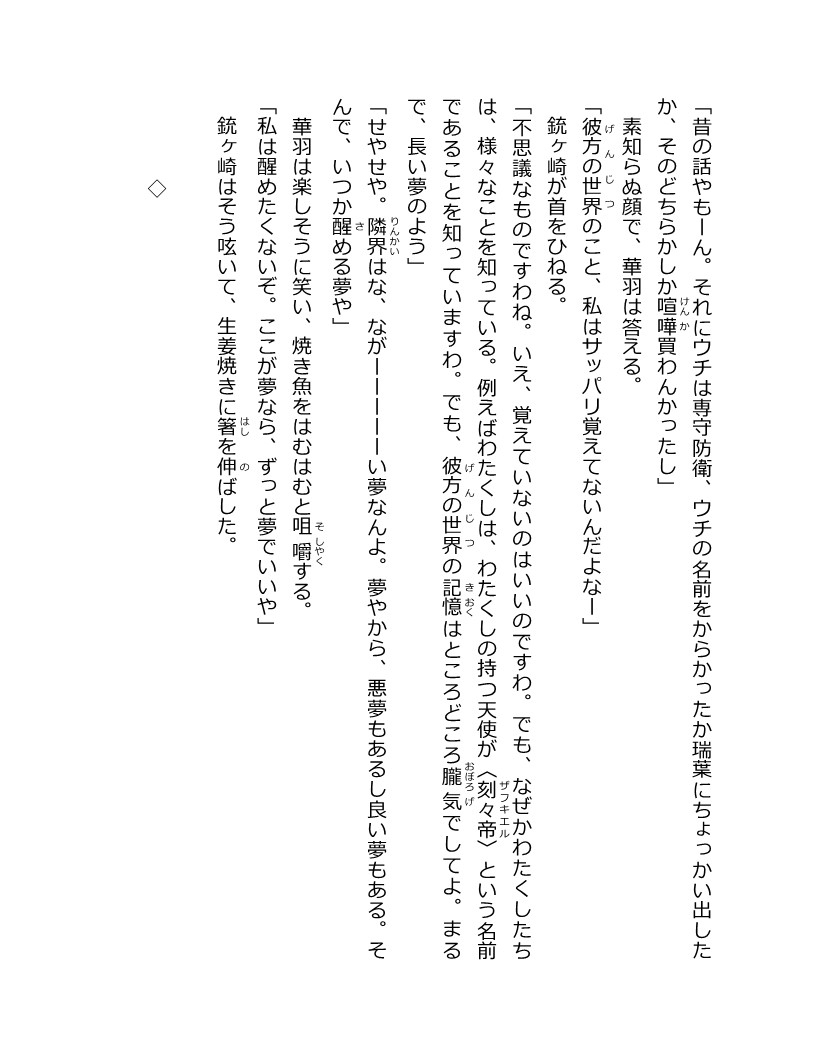 「昔の話やもーん。それにウチは専守防衛、ウチの名前をからかったか瑞葉にちょっかい出した
か、そのどちらかしか喧嘩買わんかったし」
素知らぬ顔で、華羽は答える。
「彼方の世界のこと、私はサッパリ覚えてないんだよなー」
銃ヶ崎が首をひねる。
「不思議なものですわね。いえ、覚えていないのはいいのですわ。でも、なぜかわたくしたち
は、様々なことを知っている。例えばわたくしは、わたくしの持つ天使が〈刻々帝〉という名前
であることを知っていますわ。でも、彼方の世界の記憶はところどころ朧気でしてよ。まる
で、長い夢のよう」
「せやせや。隣界はな、ながーーーーーい夢なんよ。夢やから、悪夢もあるし良い夢もある。そ
んで、いつか醒める夢や」
華羽は楽しそうに笑い、焼き魚をはむはむと咀嚼する。
「私は醒めたくないぞ。ここが夢なら、ずっと夢でいいや」
銃ヶ崎はそう呟いて、生姜焼きに箸を伸ばした。
◇